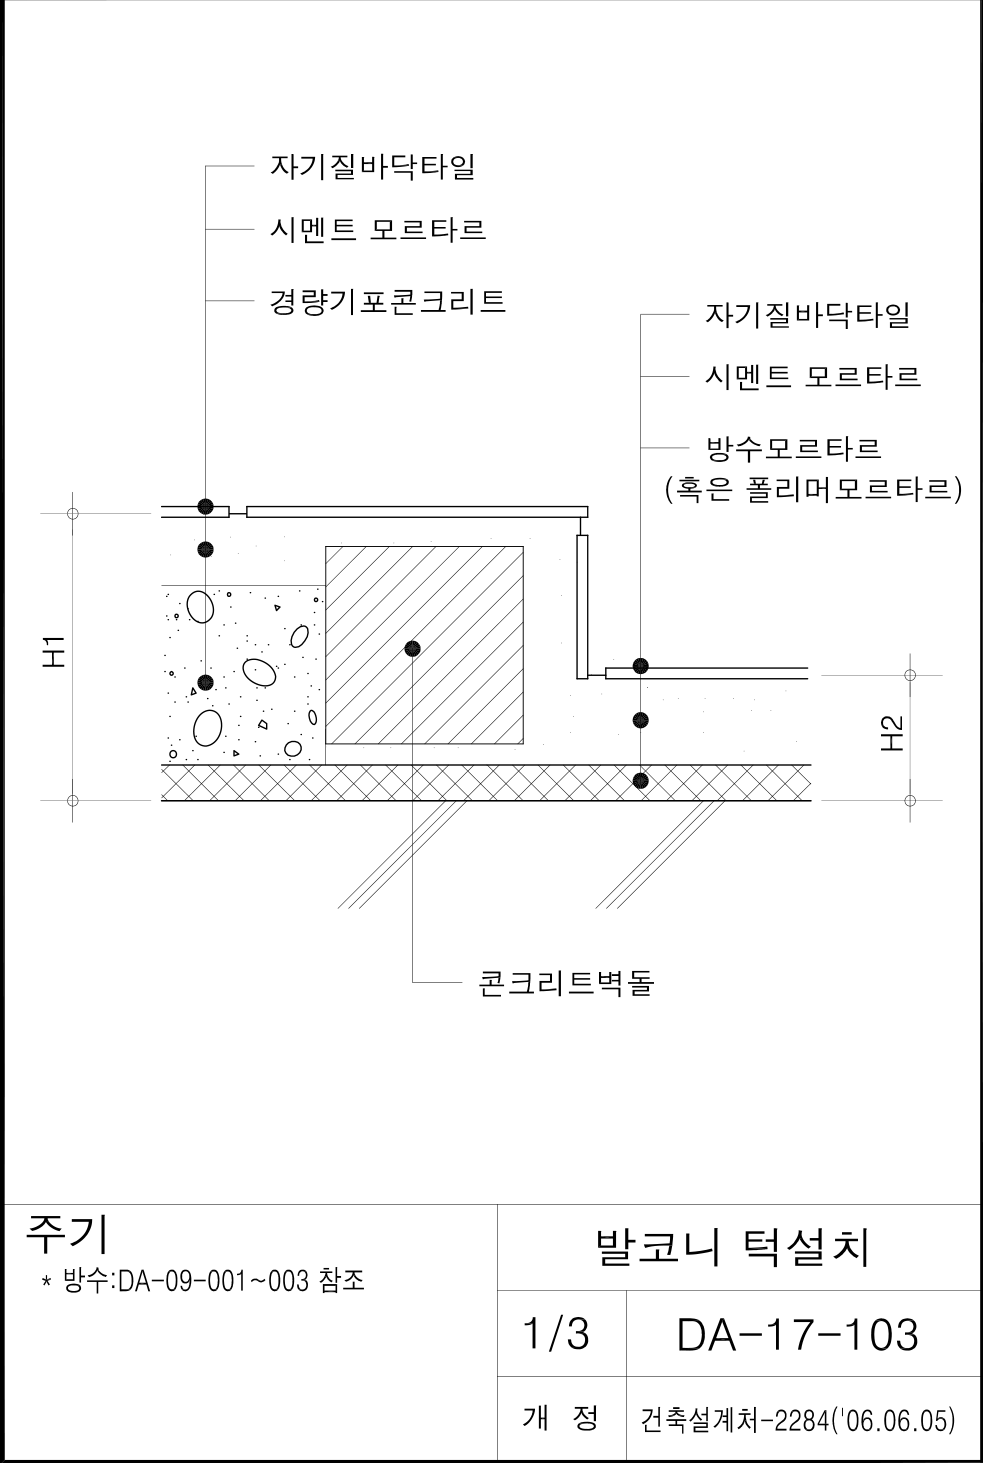 자기질바닥타일
시멘트 모르타르
경량기포콘크리트
자기질바닥타일
시멘트 모르타르
방수모르타르
(혹은 폴리머모르타르)
H1
H2
콘크리트벽돌
주기
* 방수:DA-09-001~003 참조
발코니 턱설치
1/3
DA-17-103
개 정
건축설계처-2284('06.06.05)